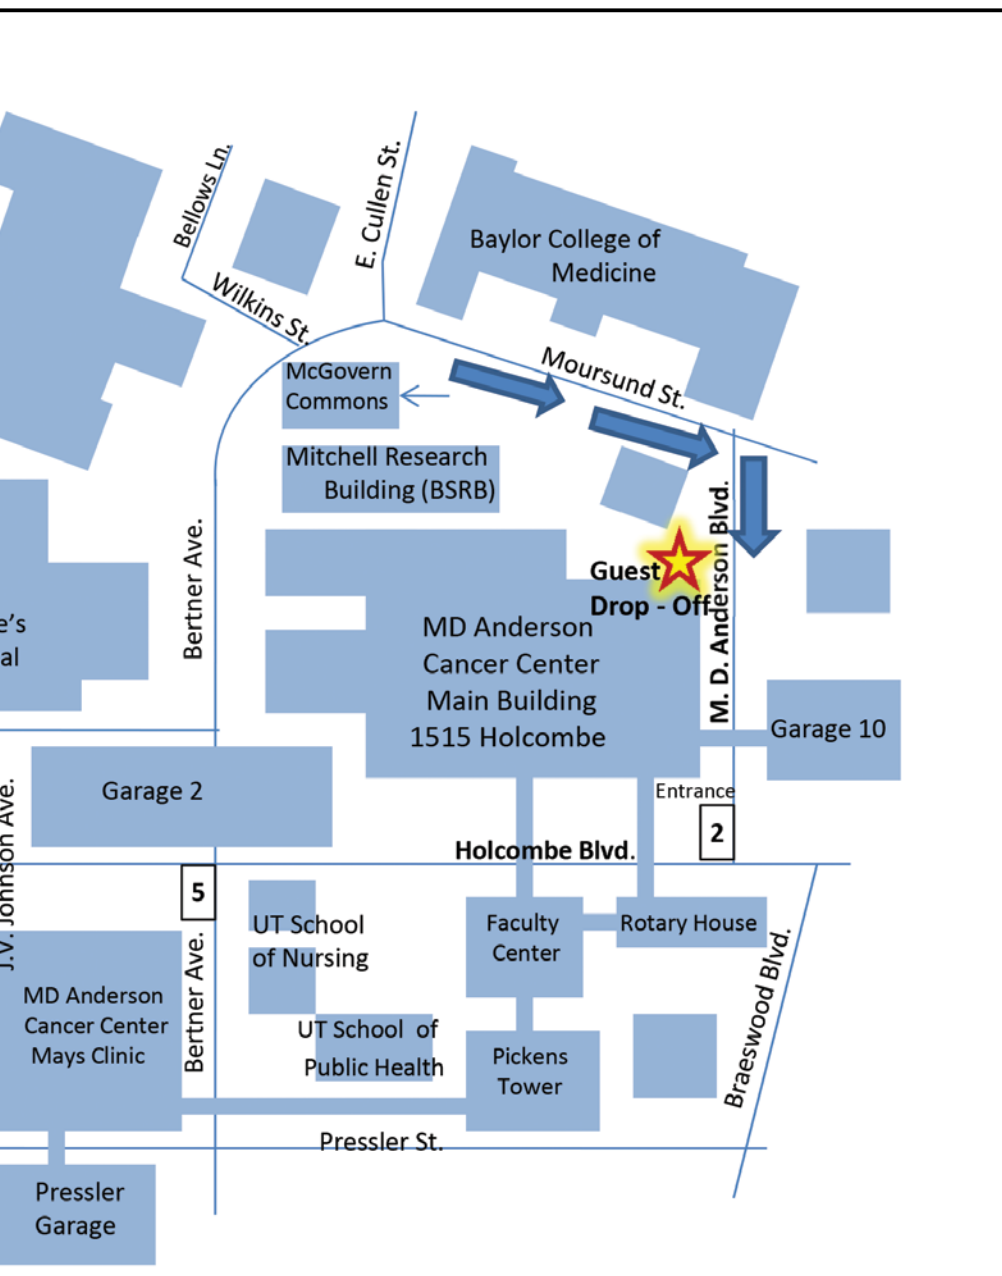 Bellows Ln.
E. Cullen St.
Baylor College of
Medicine
Wilkins St.
Moursund St.
McGovern
Commons
Mitchell Research
Building (BSRB)
Bertner Ave.
M. D. Anderson Blvd.
Guest
Drop - Off
e's
al
MD Anderson
Cancer Center
Main Building
1515 Holcombe
Garage 10
Garage 2
Entrance
2
J.V. Johnson Ave.
Holcombe Blvd.
5
UT School
of Nursing
Faculty
Center
Rotary House
Braeswood Blvd.
Bertner Ave.
MD Anderson
Cancer Center
Mays Clinic
UT School of
Public Health
Pickens
Tower
Pressler St.
Pressler
Garage